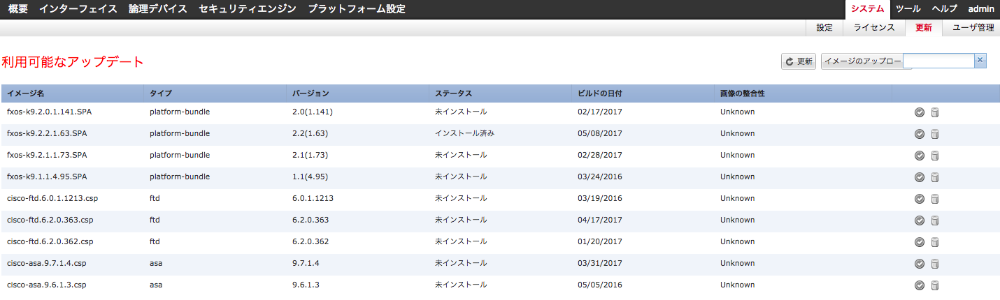 概要 インターフェイス 論理デバイス セキュリティエンジン プラットフォーム設定 システム ツール ヘルプ admin
設定 ライセンス 更新 ユーザ管理
利用可能なアップデート 更新 イメージのアップロー
イメージ名 タイプ バージョン ステータス ビルドの日付 画像の整合性
fxos-k9.2.0.1.141.SPA platform-bundle 2.0(1.141) 未インストール 02/17/2017 Unknown
fxos-k9.2.2.1.63.SPA platform-bundle 2.2(1.63) インストール済み 05/08/2017 Unknown
fxos-k9.2.1.1.73.SPA platform-bundle 2.1(1.73) 未インストール 02/28/2017 Unknown
fxos-k9.1.1.4.95.SPA platform-bundle 1.1(4.95) 未インストール 03/24/2016 Unknown
cisco-ftd.6.0.1.1213.csp ftd 6.0.1.1213 未インストール 03/19/2016 Unknown
cisco-ftd.6.2.0.363.csp ftd 6.2.0.363 未インストール 04/17/2017 Unknown
cisco-ftd.6.2.0.362.csp ftd 6.2.0.362 未インストール 01/20/2017 Unknown
cisco-asa.9.7.1.4.csp asa 9.7.1.4 未インストール 03/31/2017 Unknown
cisco-asa.9.6.1.3.csp asa 9.6.1.3 未インストール 05/05/2016 Unknown